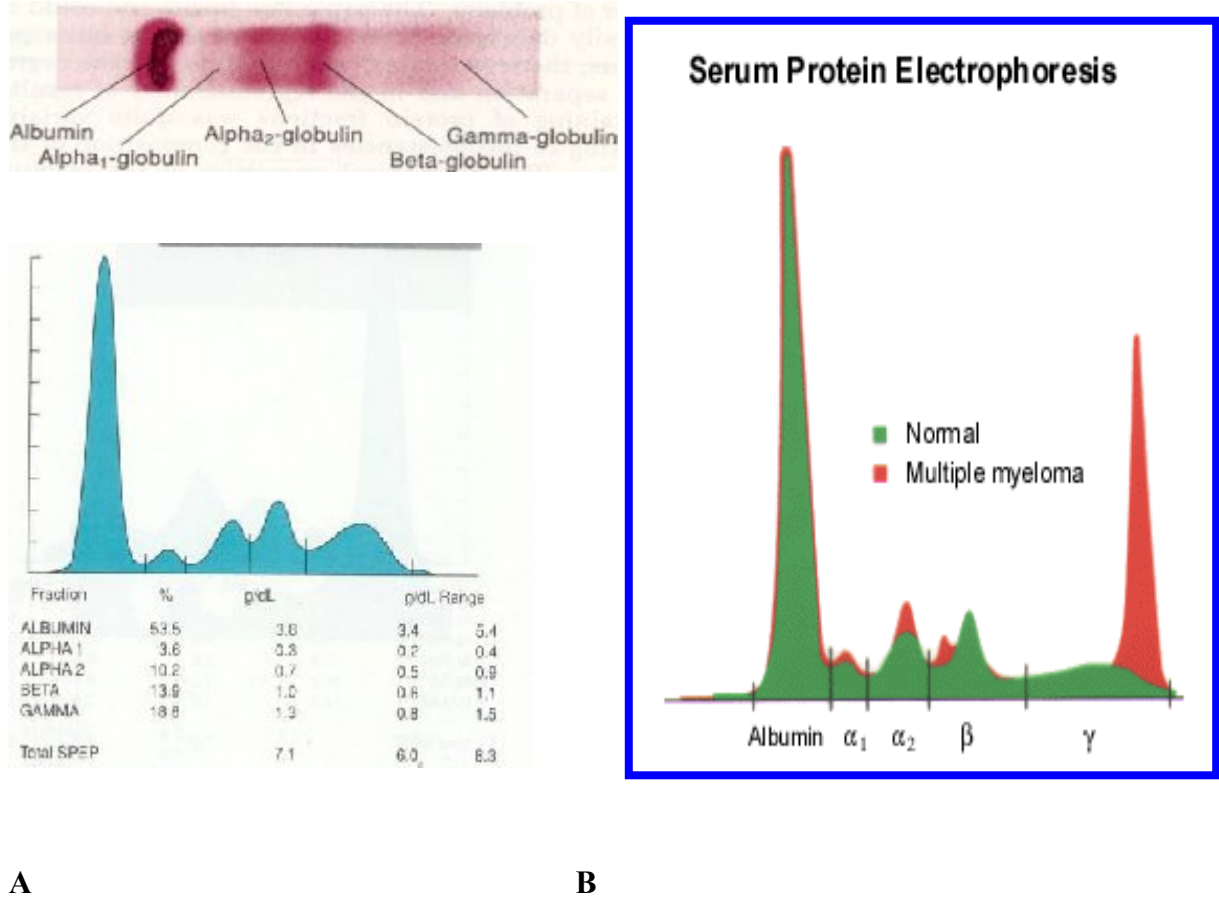 Albumin
Alpha1-globulin
Alpha2-globulin
Beta-globulin
Gamma-globulin
Fraction % g/dL g/dL Range
ALBUMIN 53.5 3.8 3.4 5.4
ALPHA 1 3.6 0.3 0.2 0.4
ALPHA 2 10.2 0.7 0.5 0.9
BETA 13.9 1.0 0.8 1.1
GAMMA 18.8 1.3 0.8 1.5
Total SPEP 7.1 6.0 8.3
Serum Protein Electrophoresis
Normal
Multiple myeloma
Albumin α1 α2 β γ
A B